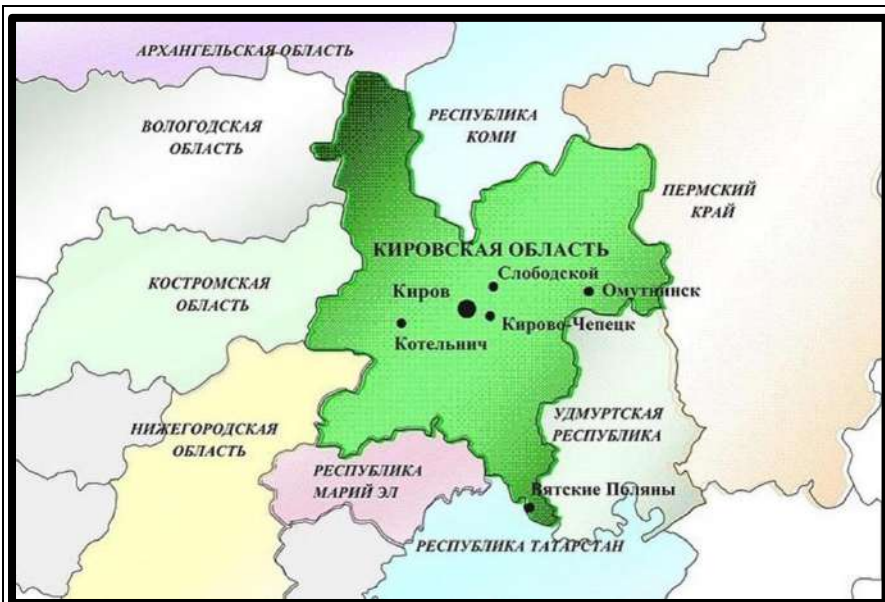 АРХАНГЕЛЬСКАЯ ОБЛАСТЬ
ВОЛОГОДСКАЯ
ОБЛАСТЬ
РЕСПУБЛИКА
КОМИ
ПЕРМСКИЙ
КРАЙ
КИРОВСКАЯ ОБЛАСТЬ
Слободской
КОСТРОМСКАЯ
ОБЛАСТЬ
Киров
Омутнинск
Кирово-Чепецк
Котельнич
НИЖЕГОРОДСКАЯ
ОБЛАСТЬ
УДМУРТСКАЯ
РЕСПУБЛИКА
РЕСПУБЛИКА
МАРИЙ ЭЛ
Вятские Поляны
РЕСПУБЛИКА ТАТАРСТАН